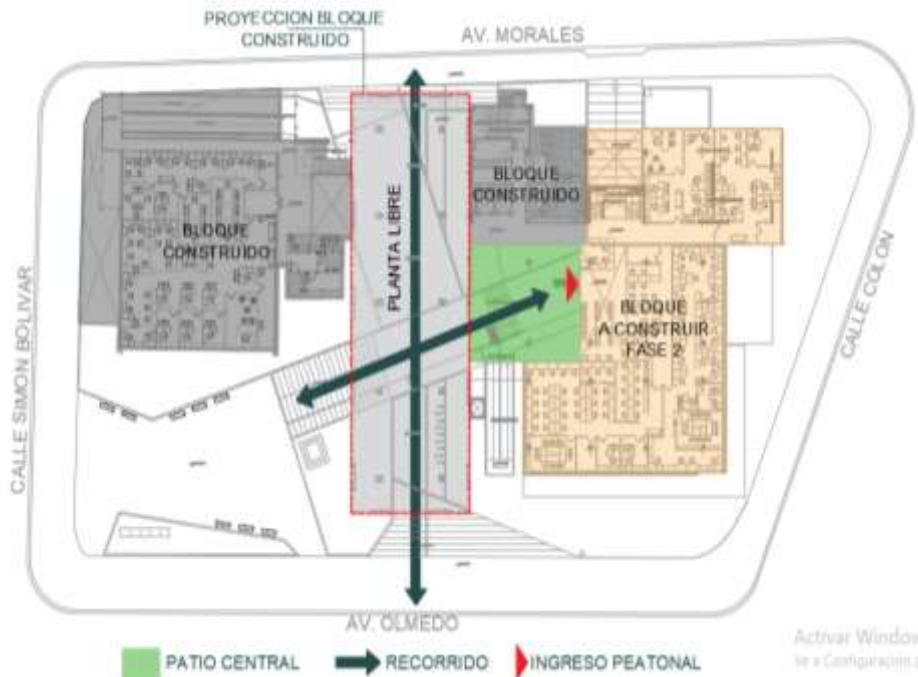 PROYECCION BLOQUE
CONSTRUIDO
AV. MORALES
BLOQUE
CONSTRUIDO
PLANTA LIBRE
BLOQUE
CONSTRUIDO
BLOQUE
A CONSTRUIR
FASE 2
CALLE SIMON BOLIVAR
CALLE COLON
AV. OLMEDO
PATIO CENTRAL
RECORRIDO
INGRESO PEATONAL
Activar Window